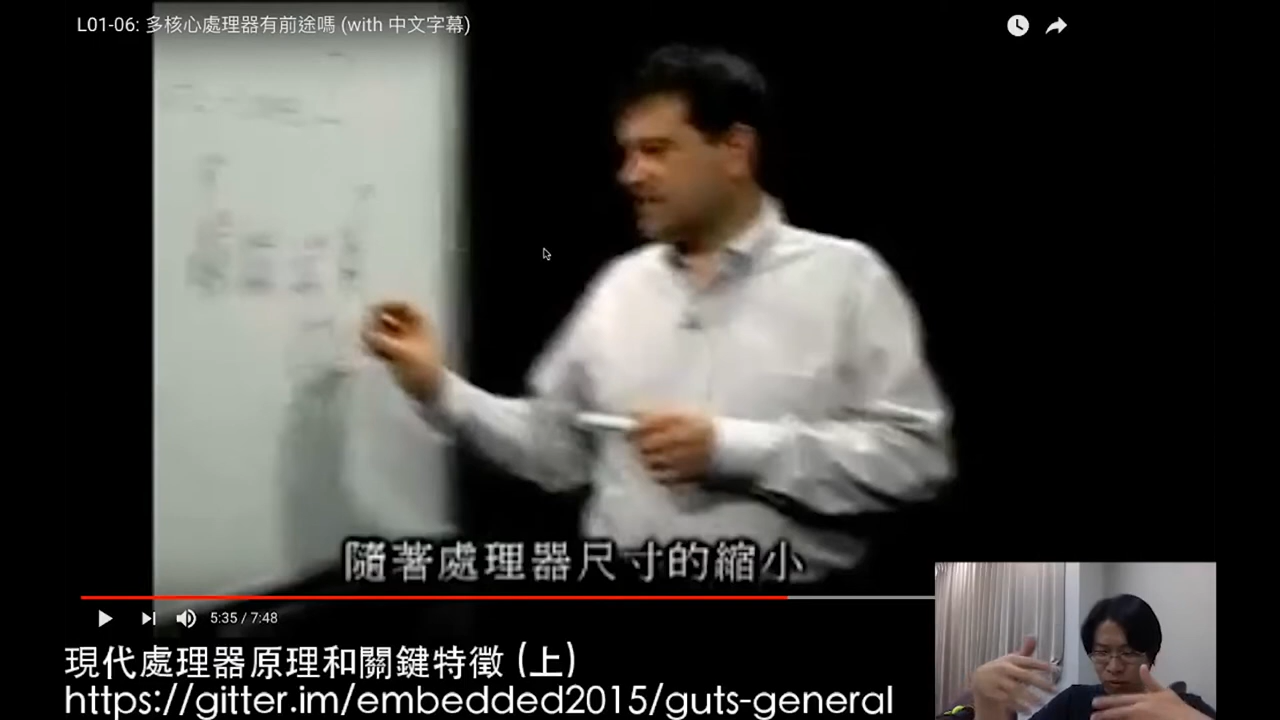 L01-06: 多核心處理器有前途嗎 (with 中文字幕)
隨著處理器尺寸的縮小
5:35 / 7:48
現代處理器原理和關鍵特徵 (上)
https://gitter.im/embedded2015/guts-general